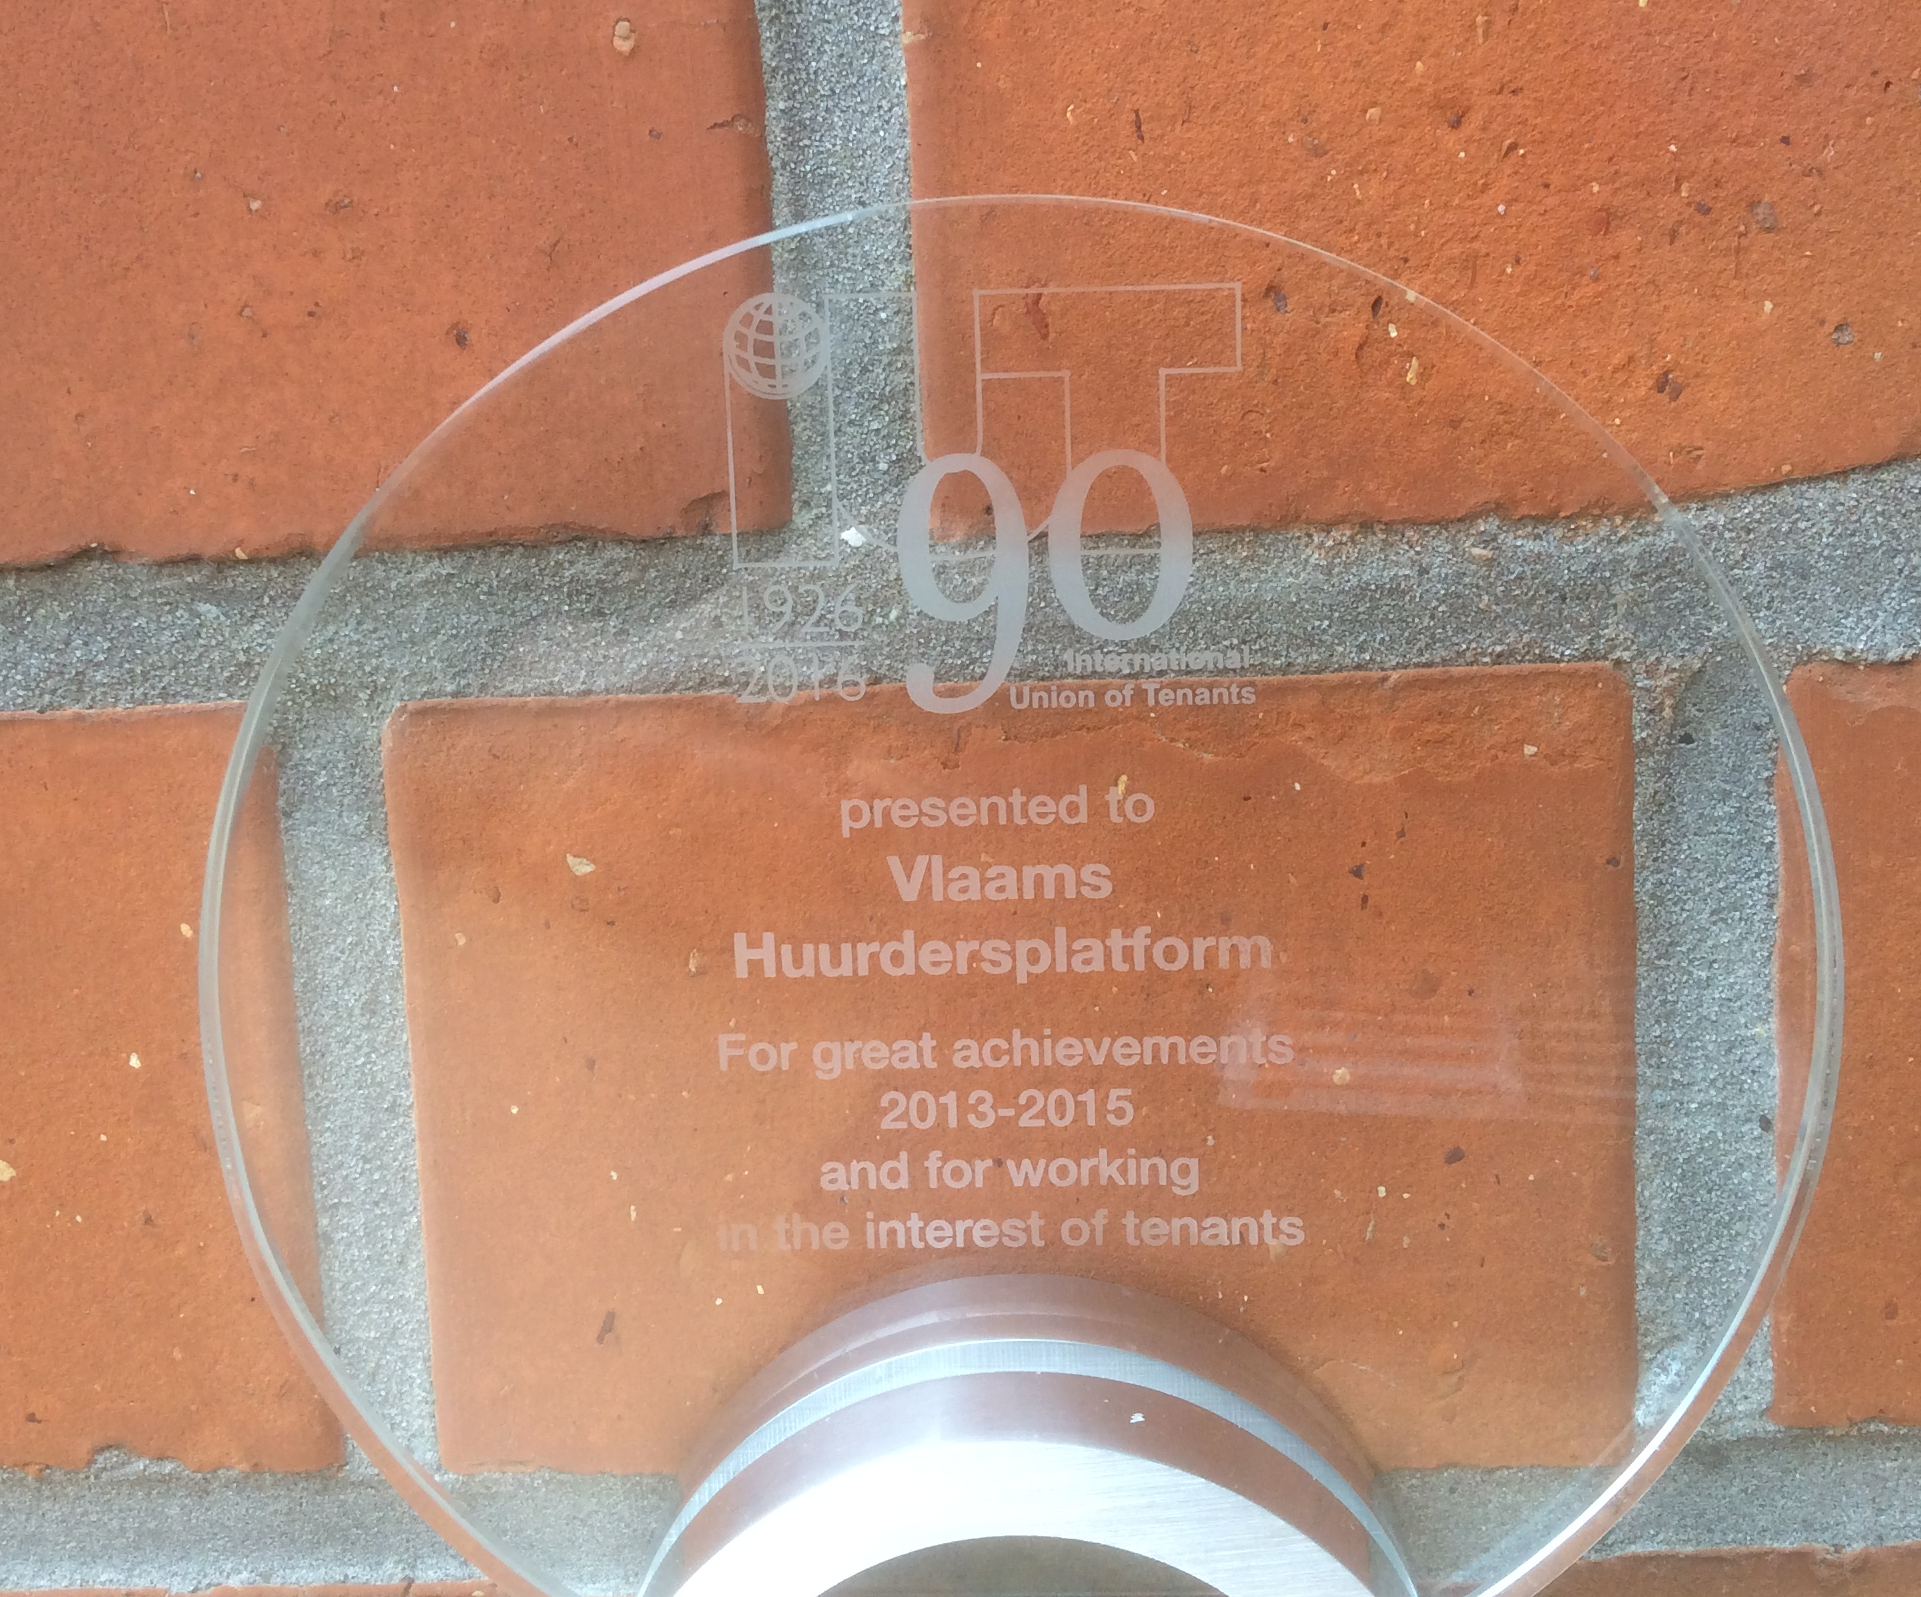 IUT
90
1926
2016
International
Union of Tenants
presented to
Vlaams
Huurdersplatform
For great achievements
2013-2015
and for working
in the interest of tenants